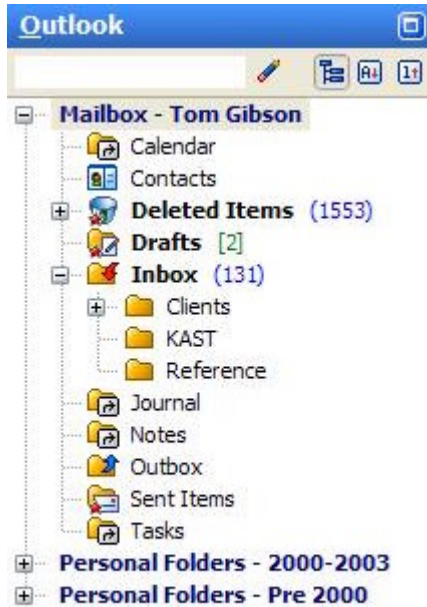 Outlook
Mailbox - Tom Gibson
Calendar
Contacts
Deleted Items (1553)
Drafts [2]
Inbox (131)
Clients
KAST
Reference
Journal
Notes
Outbox
Sent Items
Tasks
Personal Folders - 2000-2003
Personal Folders - Pre 2000